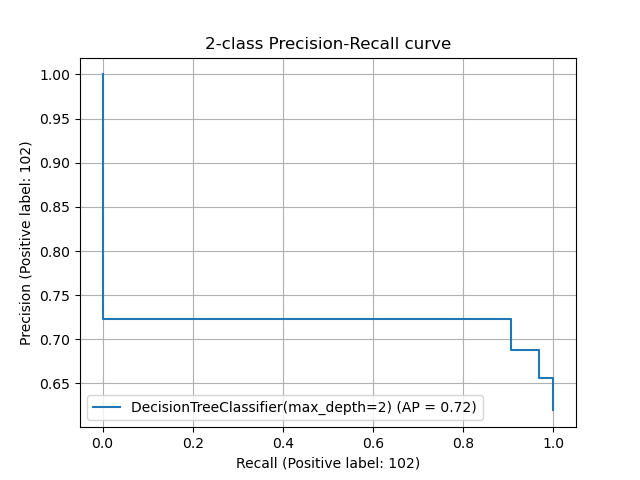 2-class Precision-Recall curve
Precision (Positive label: 102)
1.00
0.95
0.90
0.85
0.80
0.75
0.70
0.65
DecisionTreeClassifier(max_depth=2) (AP = 0.72)
0.0 0.2 0.4 0.6 0.8 1.0
Recall (Positive label: 102)